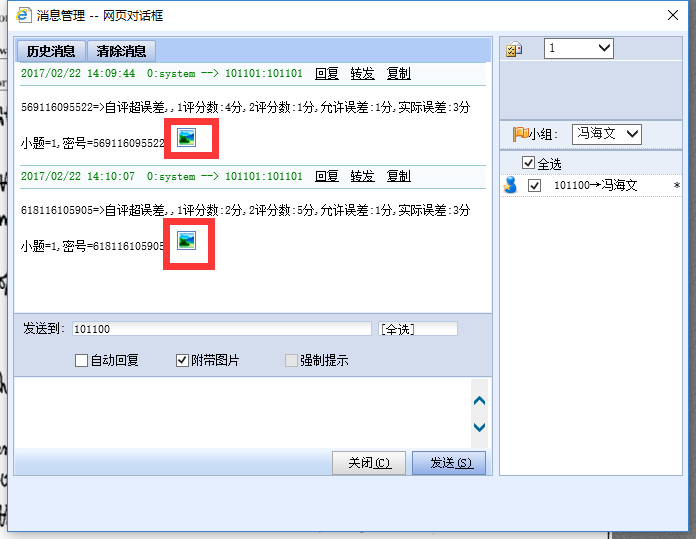 消息管理 -- 网页对话框
历史消息 清除消息
2017/02/22 14:09:44 0:system --> 101101:101101 回复 转发 复制
569116095522=>自评超误差,,1评分数:4分,2评分数:1分,允许误差:1分,实际误差:3分
小题=1,密号=569116095522
2017/02/22 14:10:07 0:system --> 101101:101101 回复 转发 复制
618116105905=>自评超误差,,1评分数:2分,2评分数:5分,允许误差:1分,实际误差:3分
小题=1,密号=618116105905
发送到: 101100 [全选]
自动回复 附带图片 强制提示
关闭(C) 发送(S)
1
小组: 冯海文
全选
101100→冯海文 *